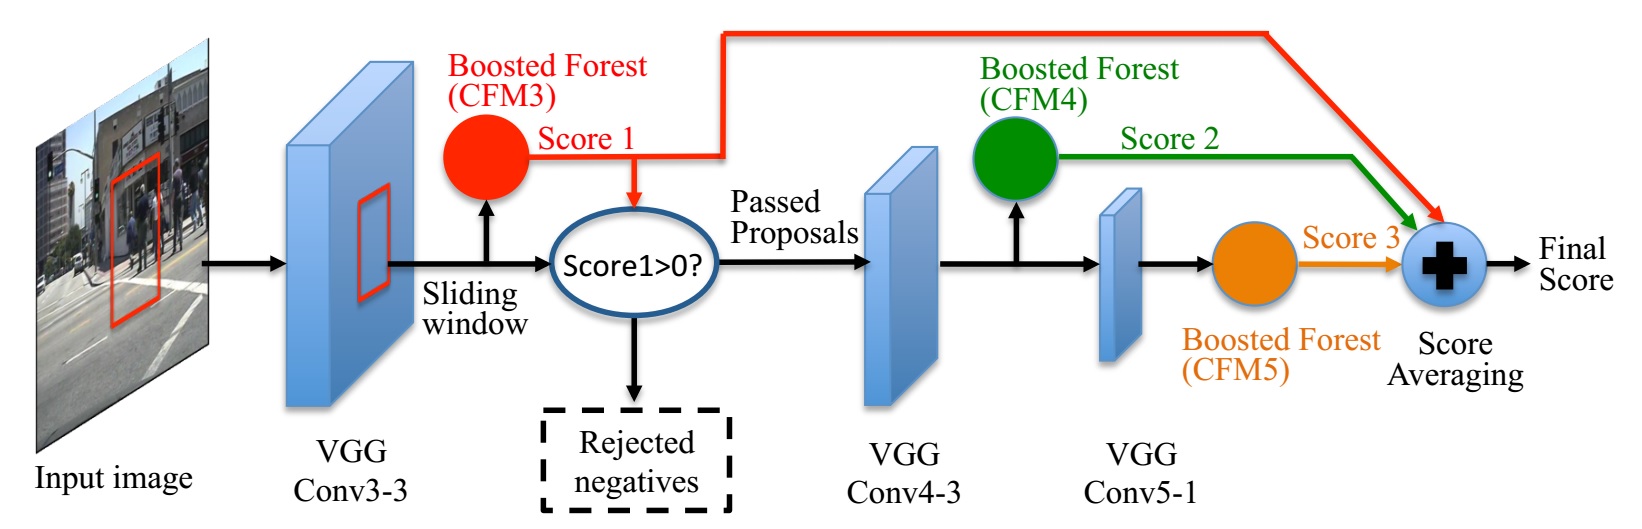 Boosted Forest
(CFM3)
Score 1
Boosted Forest
(CFM4)
Score 2
Passed
Proposals
Score1>0?
Sliding
window
Score 3
Final
Score
Boosted Forest
(CFM5)
Score
Averaging
Input image
VGG
Conv3-3
Rejected
negatives
VGG
Conv4-3
VGG
Conv5-1